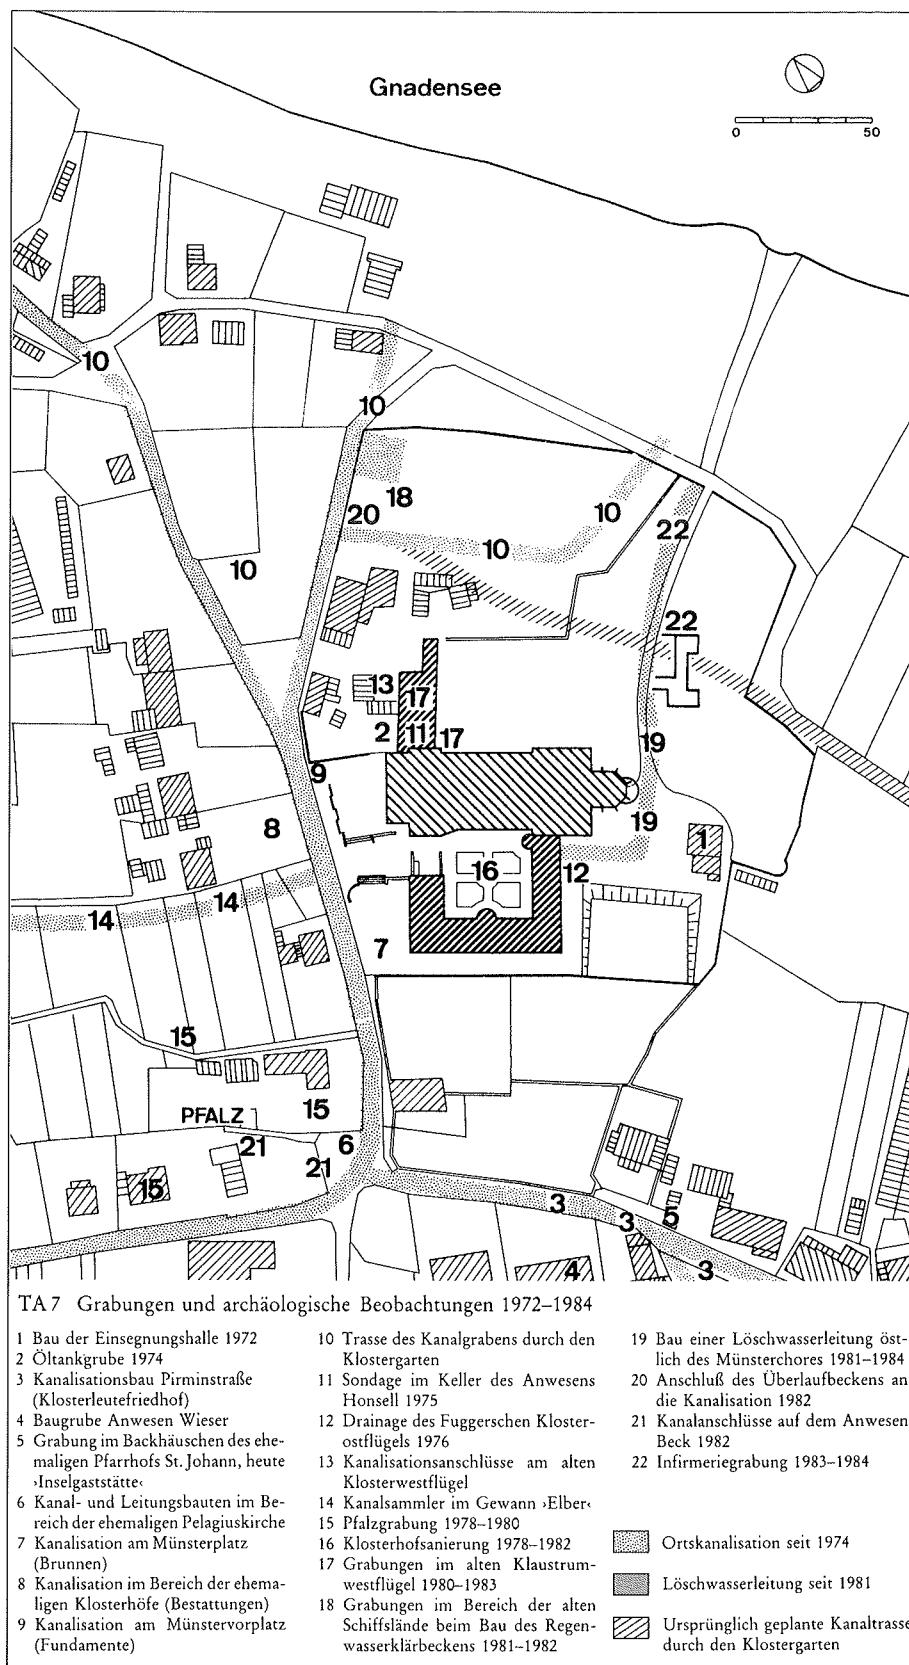 Gnadensee
0 50
10
10
18
20
10
10
22
10
22
13
17
2
11
17
19
9
8
19
1
16
12
14
14
7
15
15
PFALZ
21
6
21
15
3
3
5
4
3
TA 7 Grabungen und archäologische Beobachtungen 1972–1984
1 Bau der Einsegnungshalle 1972
2 Öltankgrube 1974
3 Kanalisationsbau Pirminstraße
(Klosterleutefriedhof)
4 Baugrube Anwesen Wieser
5 Grabung im Backhäuschen des ehe-
maligen Pfarrhofs St. Johann, heute
›Inselgaststätte‹
6 Kanal- und Leitungsbauten im Be-
reich der ehemaligen Pelagiuskirche
7 Kanalisation am Münsterplatz
(Brunnen)
8 Kanalisation im Bereich der ehema-
ligen Klosterhöfe (Bestattungen)
9 Kanalisation am Münstervorplatz
(Fundamente)
10 Trasse des Kanalgrabens durch den
Klostergarten
11 Sondage im Keller des Anwesens
Honsell 1975
12 Drainage des Fuggerschen Kloster-
ostflügels 1976
13 Kanalisationsanschlüsse am alten
Klosterwestflügel
14 Kanalsammler im Gewann ›Elber‹
15 Pfalzgrabung 1978–1980
16 Klosterhofsanierung 1978–1982
17 Grabungen im alten Klaustrum-
westflügel 1980–1983
18 Grabungen im Bereich der alten
Schiffslände beim Bau des Regen-
wasserklärbeckens 1981–1982
19 Bau einer Löschwasserleitung öst-
lich des Münsterchores 1981–1984
20 Anschluß des Überlaufbeckens an
die Kanalisation 1982
21 Kanalanschlüsse auf dem Anwesen
Beck 1982
22 Infirmeriegrabung 1983–1984
Ortskanalisation seit 1974
Löschwasserleitung seit 1981
Ursprünglich geplante Kanaltrasse
durch den Klostergarten